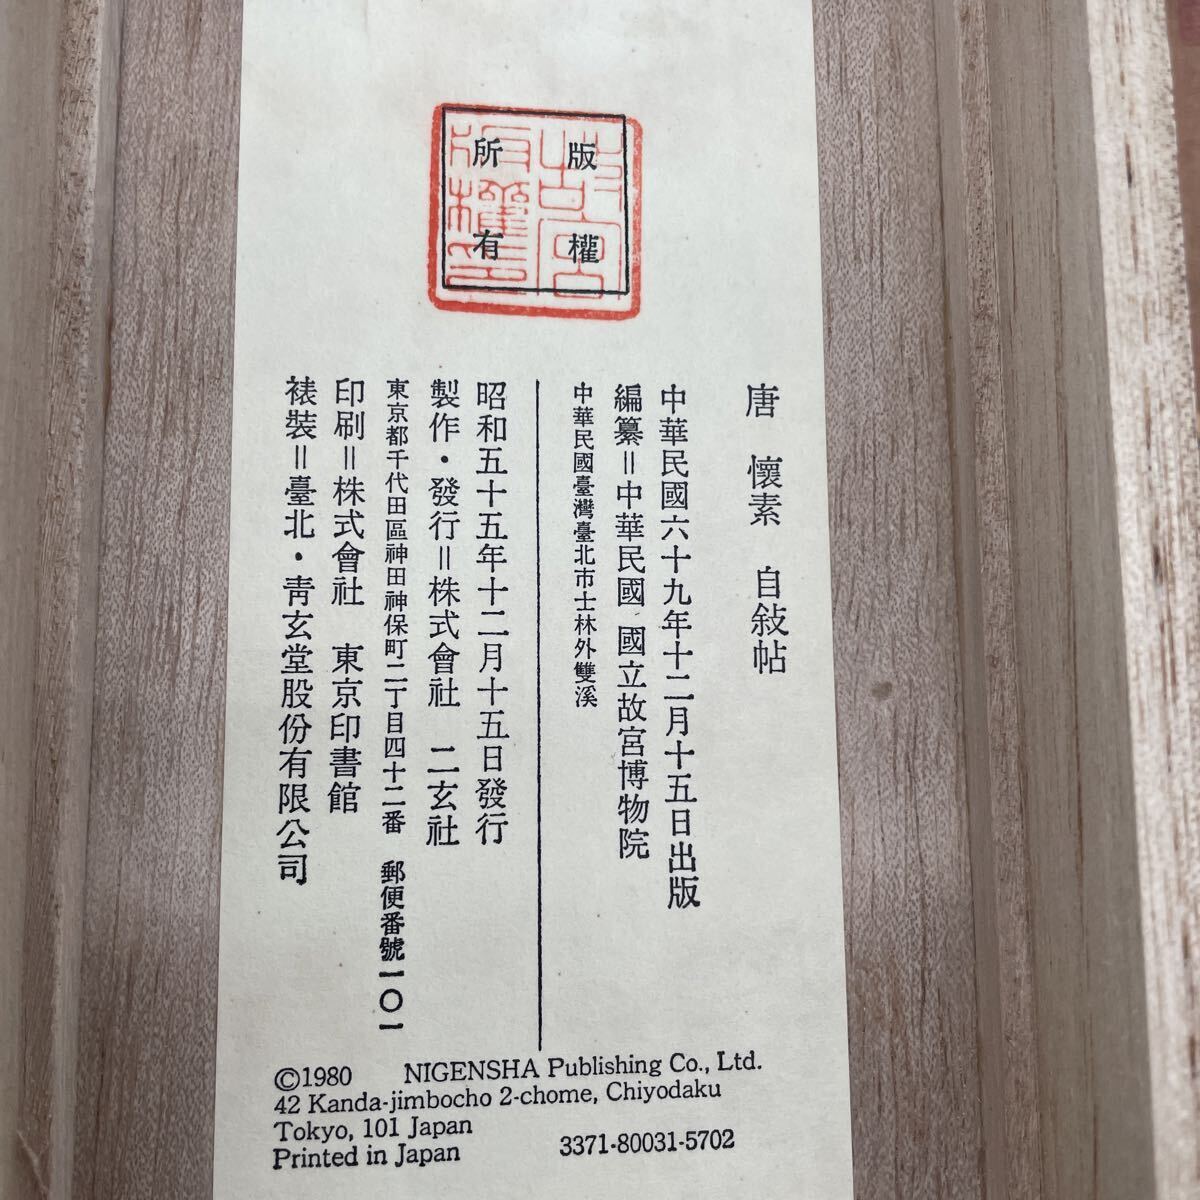 版權
所有
故宮
版權印
唐 懷素 自敍帖
中華民國六十九年十二月十五日出版
編纂＝中華民國 國立故宮博物院
中華民國臺灣臺北市士林外雙溪
昭和五十五年十二月十五日發行
製作・發行＝株式會社 二玄社
東京都千代田區神田神保町二丁目四十二番 郵便番號一〇一
印刷＝株式會社 東京印書館
裱裝＝臺北・青玄堂股份有限公司
©1980 NIGENSHA Publishing Co., Ltd.
42 Kanda-jimbocho 2-chome, Chiyodaku
Tokyo, 101 Japan
Printed in Japan 3371-80031-5702